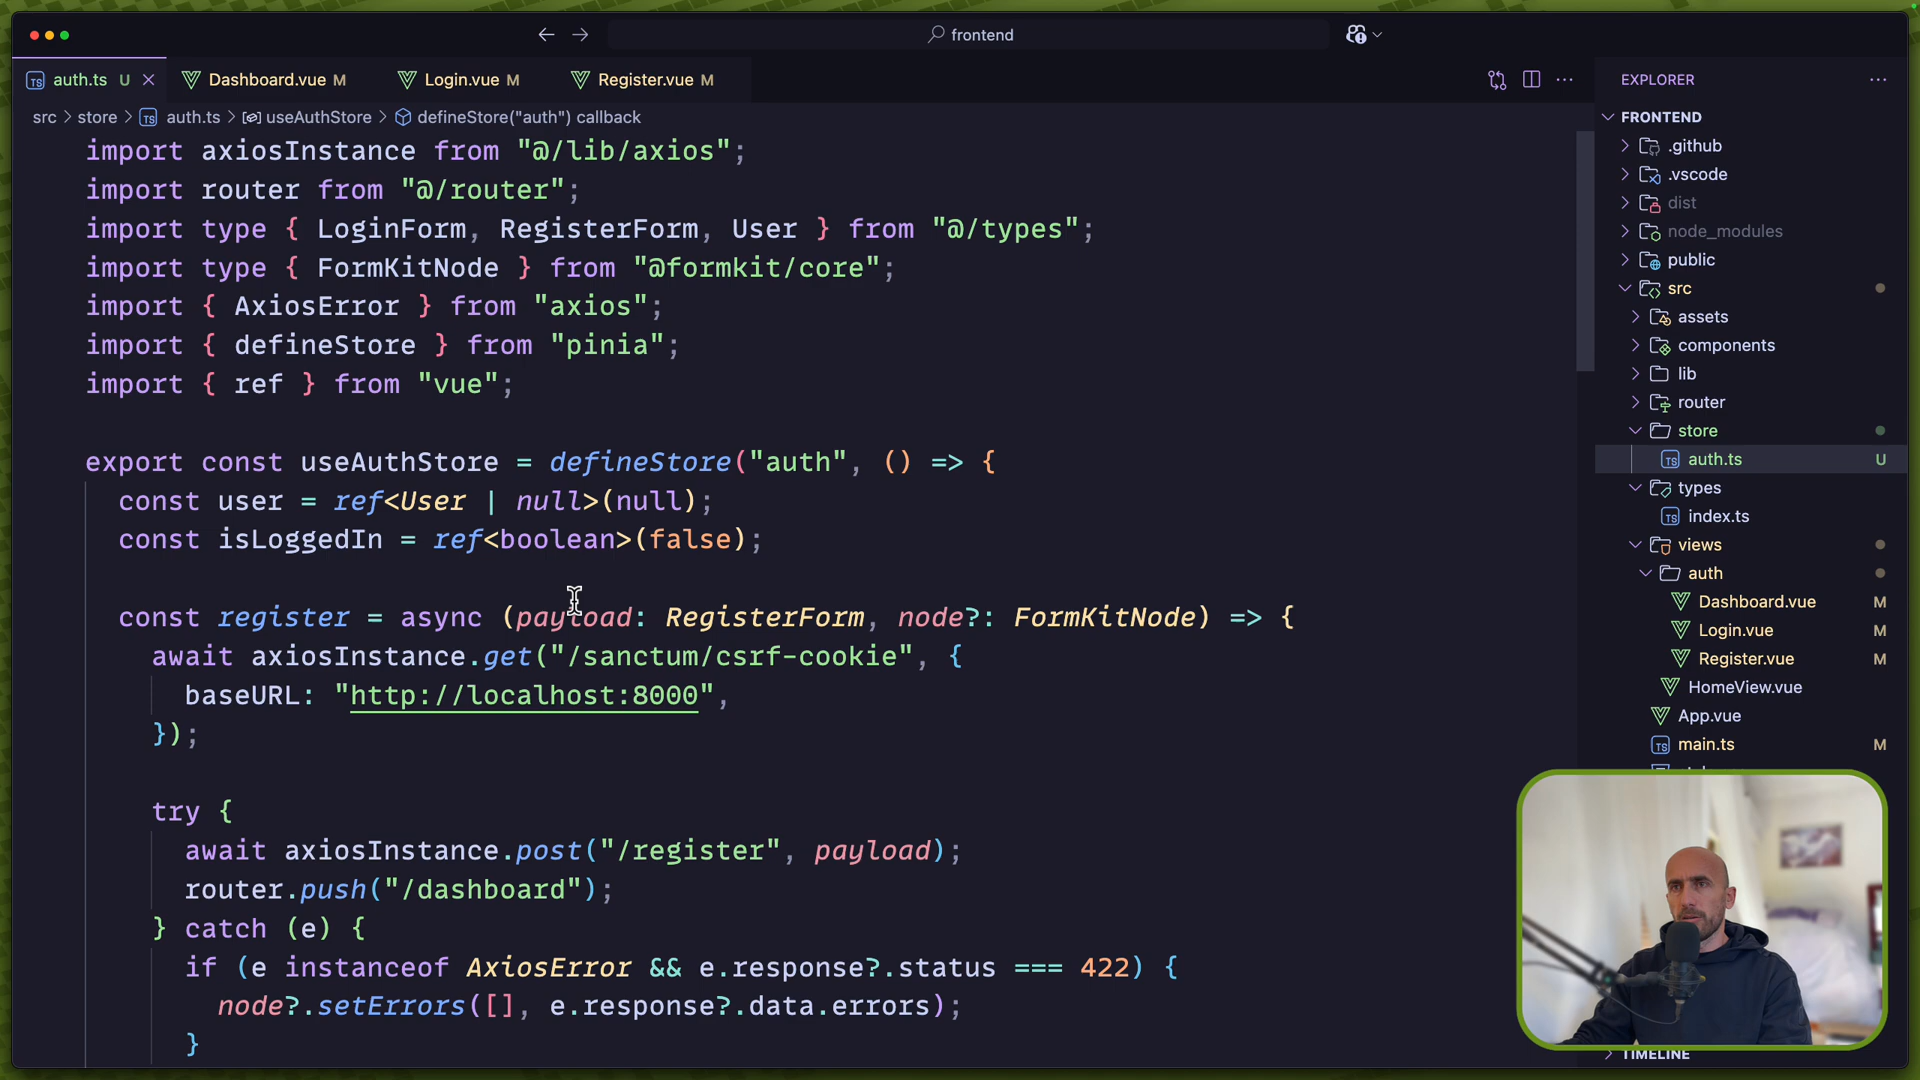 frontend
auth.ts U
Dashboard.vue M
Login.vue M
Register.vue M
src > store > auth.ts > useAuthStore > defineStore("auth") callback
import axiosInstance from "@/lib/axios";
import router from "@/router";
import type { LoginForm, RegisterForm, User } from "@/types";
import type { FormKitNode } from "@formkit/core";
import { AxiosError } from "axios";
import { defineStore } from "pinia";
import { ref } from "vue";
export const useAuthStore = defineStore("auth", () => {
const user = ref<User | null>(null);
const isLoggedIn = ref<boolean>(false);
const register = async (payload: RegisterForm, node?: FormKitNode) => {
await axiosInstance.get("/sanctum/csrf-cookie", {
baseURL: "http://localhost:8000",
});
try {
await axiosInstance.post("/register", payload);
router.push("/dashboard");
} catch (e) {
if (e instanceof AxiosError && e.response?.status === 422) {
node?.setErrors([], e.response?.data.errors);
}
EXPLORER
FRONTEND
.github
.vscode
dist
node_modules
public
src
assets
components
lib
router
store
auth.ts U
types
index.ts
views
auth
Dashboard.vue M
Login.vue M
Register.vue M
HomeView.vue
App.vue
main.ts M
TIMELINE